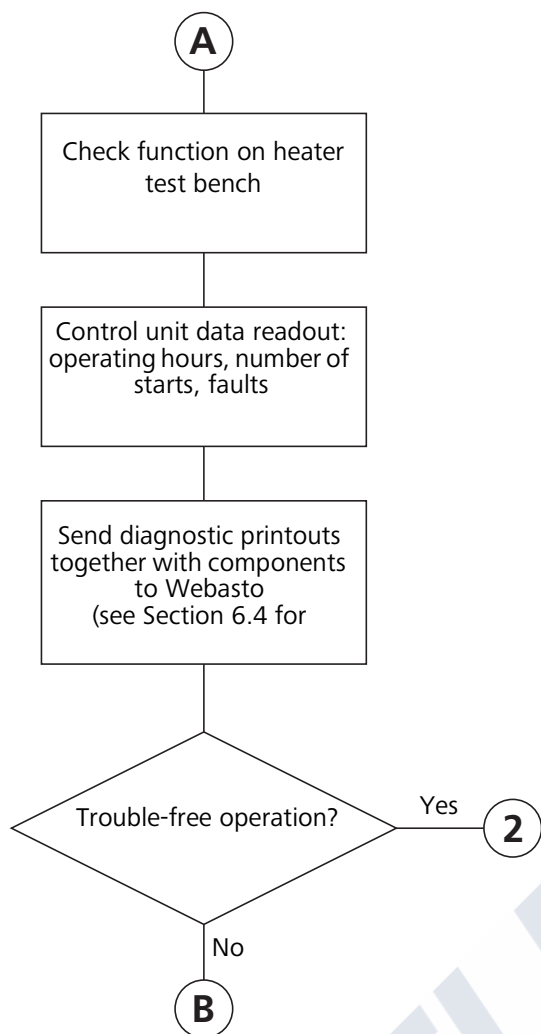 A
Check function on heater
test bench
Control unit data readout:
operating hours, number of
starts, faults
Send diagnostic printouts
together with components
to Webasto
(see Section 6.4 for
Trouble-free operation?
Yes
2
No
B